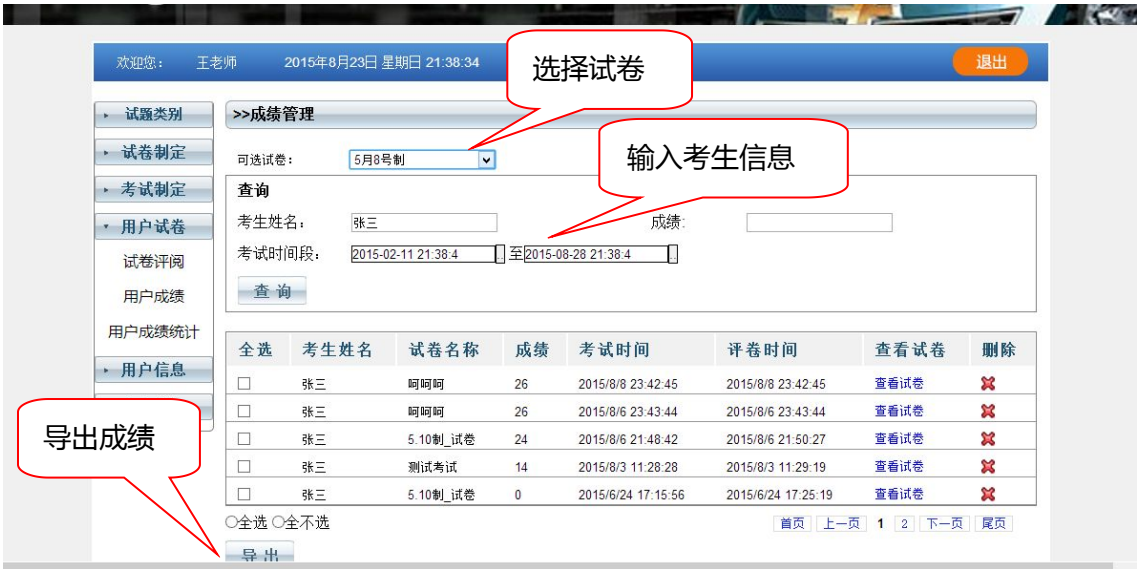 欢迎您： 王老师 2015年8月23日 星期日 21:38:34 退出
选择试卷
试题类别
>>成绩管理
试卷制定
可选试卷： 5月8号制
输入考生信息
考试制定
查询
用户试卷
考生姓名： 张三 成绩:
试卷评阅
考试时间段： 2015-02-11 21:38:4 .. 至 2015-08-28 21:38:4 ..
用户成绩
查 询
用户成绩统计
全选 考生姓名 试卷名称 成绩 考试时间 评卷时间 查看试卷 删除
用户信息
张三 呵呵呵 26 2015/8/8 23:42:45 2015/8/8 23:42:45 查看试卷
张三 呵呵呵 26 2015/8/6 23:43:44 2015/8/6 23:43:44 查看试卷
导出成绩
张三 5.10制_试卷 24 2015/8/6 21:48:42 2015/8/6 21:50:27 查看试卷
张三 测试考试 14 2015/8/3 11:28:28 2015/8/3 11:29:19 查看试卷
张三 5.10制_试卷 0 2015/6/24 17:15:56 2015/6/24 17:25:19 查看试卷
全选 全不选 首页 上一页 1 2 下一页 尾页
导 出